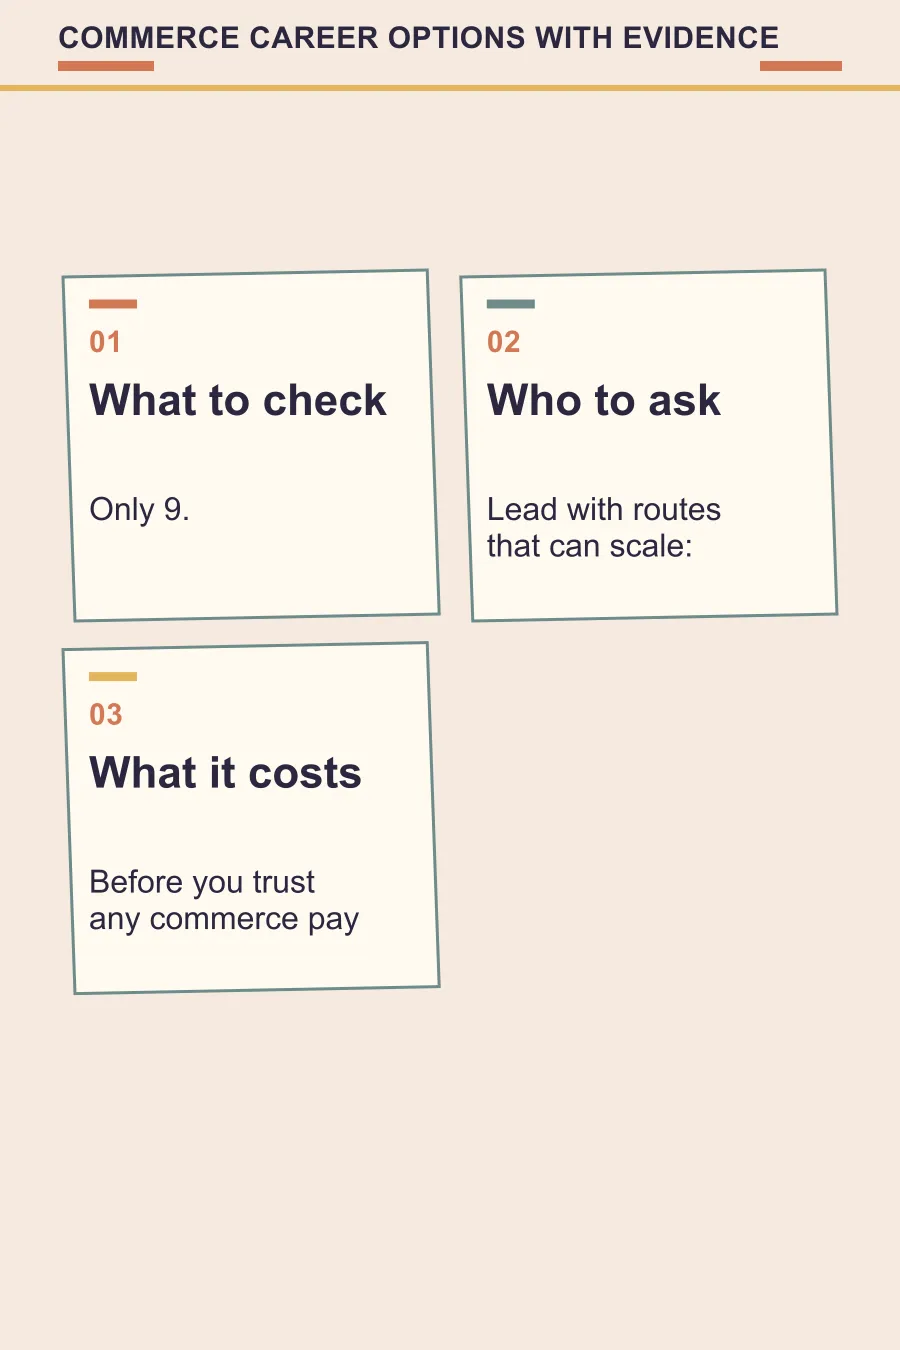 COMMERCE CAREER OPTIONS WITH EVIDENCE
01
What to check
Only 9.
02
Who to ask
Lead with routes
that can scale:
03
What it costs
Before you trust
any commerce pay